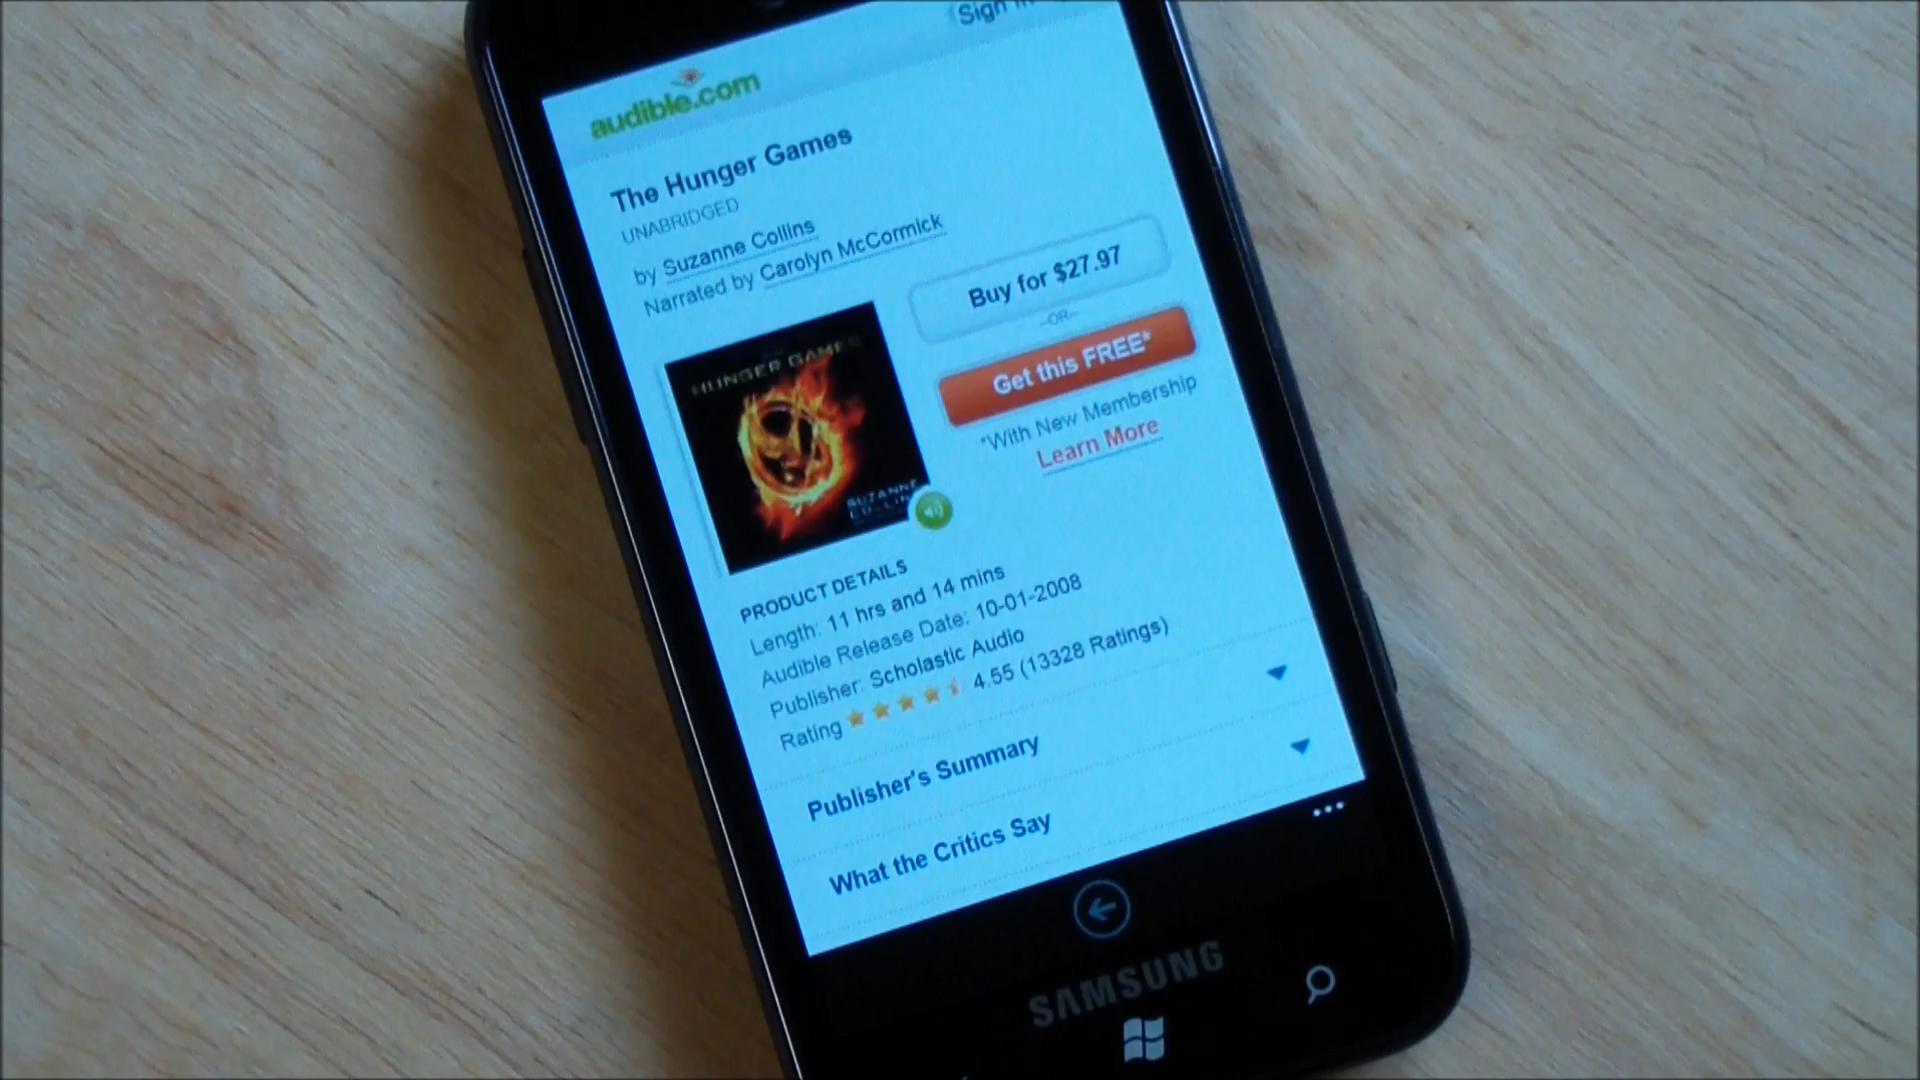 Sign in
audible.com
The Hunger Games
UNABRIDGED
by Suzanne Collins
Narrated by Carolyn McCormick
Buy for $27.97
-OR-
Get this FREE*
*With New Membership
Learn More
HUNGER GAMES
SUZANNE
COLLINS
PRODUCT DETAILS
Length: 11 hrs and 14 mins
Audible Release Date: 10-01-2008
Publisher: Scholastic Audio
Rating 4.55 (13328 Ratings)
Publisher's Summary
What the Critics Say
SAMSUNG